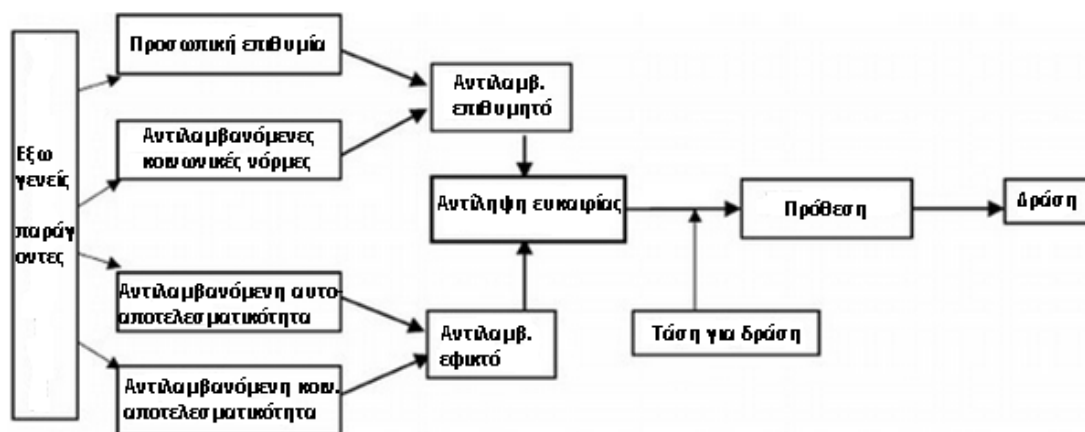 Εξω
γενείς
παράγ
οντες
Προσωπική επιθυμία
Αντιλαμβανόμενες
κοινωνικές νόρμες
Αντιλαμβανόμενη αυτο-
αποτελεσματικότητα
Αντιλαμβανόμενη κοιν.
αποτελεσματικότητα
Αντιλαμβ.
επιθυμητό
Αντίληψη ευκαιρίας
Αντιλαμβ.
εφικτό
Τάση για δράση
Πρόθεση
Δράση